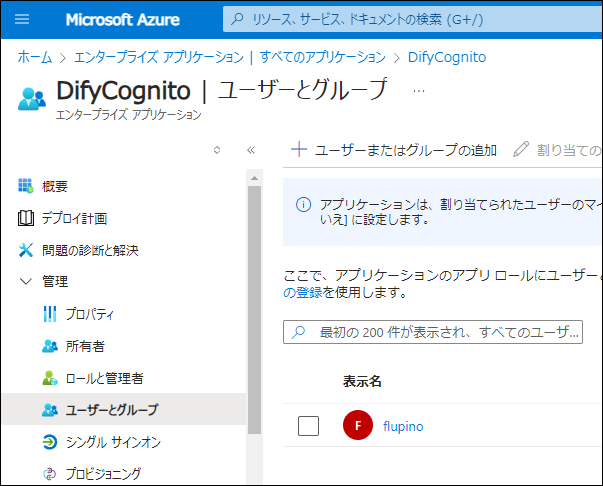 Microsoft Azure
リソース、サービス、ドキュメントの検索 (G+/)
ホーム > エンタープライズ アプリケーション | すべてのアプリケーション > DifyCognito
DifyCognito | ユーザーとグループ …
エンタープライズ アプリケーション
+ ユーザーまたはグループの追加 割り当ての
概要
デプロイ計画
問題の診断と解決
管理
プロパティ
所有者
ロールと管理者
ユーザーとグループ
シングル サインオン
プロビジョニング
アプリケーションは、割り当てられたユーザーのマイ
いえ] に設定します。
ここで、アプリケーションのアプリ ロールにユーザーと
の登録を使用します。
最初の 200 件が表示され、すべてのユーザ...
表示名
F flupino